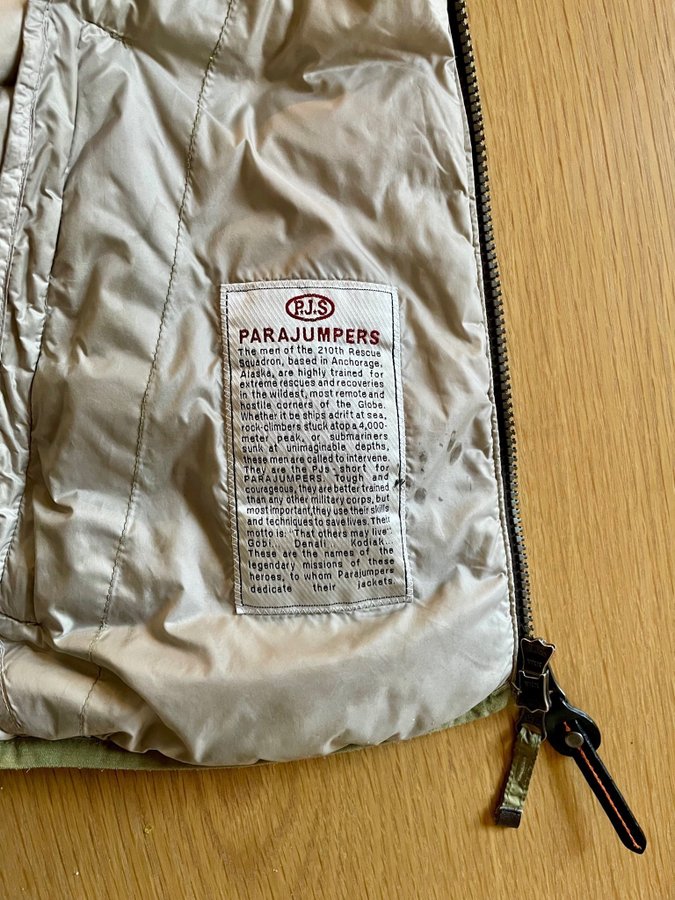 P.J.S
PARAJUMPERS
The men of the 210th Rescue
Squadron, based in Anchorage,
Alaska, are highly trained for
extreme rescues and recoveries
in the wildest, most remote and
hostile corners of the Globe.
Whether it be ships adrift at sea,
rock-climbers stuck atop a 4,000-
meter peak, or submariners
sunk at unimaginable depths,
these men are called to intervene.
They are the PJs - short for
PARAJUMPERS. Tough and
courageous, they are better trained
than any other military corps, but
most important, they use their skills
and techniques to save lives. Their
motto is: "That others may live"
Gobi... Denali... Kodiak...
These are the names of the
legendary missions of these
heroes, to whom Parajumpers
dedicate their jackets